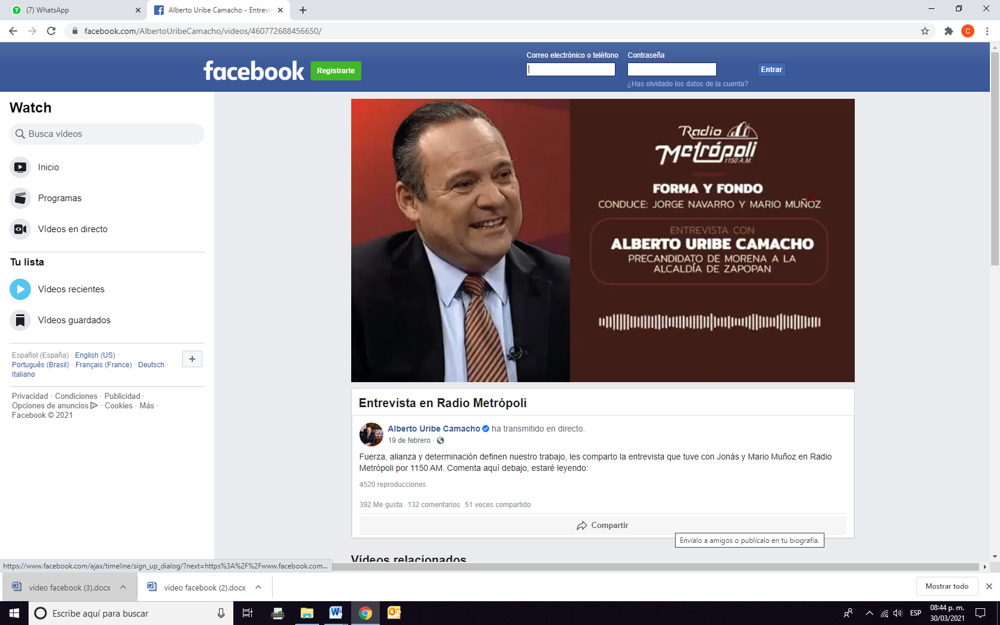 (7) WhatsApp
Alberto Uribe Camacho - Entrevis
facebook.com/AlbertoUribeCamacho/videos/460772688456650/
C
facebook
Registrarte
Correo electrónico o teléfono
Contraseña
Entrar
¿Has olvidado los datos de la cuenta?
Watch
Busca vídeos
Inicio
Programas
Vídeos en directo
Tu lista
Vídeos recientes
Vídeos guardados
Español (España) · English (US) ·
Português (Brasil) · Français (France) · Deutsch ·
Italiano
Privacidad · Condiciones · Publicidad ·
Opciones de anuncios · Cookies · Más ·
Facebook © 2021
Radio
Metrópoli
1150 A.M.
FORMA Y FONDO
CONDUCE: JORGE NAVARRO Y MARIO MUÑOZ
ENTREVISTA CON
ALBERTO URIBE CAMACHO
PRECANDIDATO DE MORENA A LA
ALCALDÍA DE ZAPOPAN
Entrevista en Radio Metrópoli
Alberto Uribe Camacho ha transmitido en directo.
19 de febrero ·
Fuerza, alianza y determinación definen nuestro trabajo, les comparto la entrevista que tuve con Jonás y Mario Muñoz en Radio
Metrópoli por 1150 AM. Comenta aquí debajo, estaré leyendo:
4520 reproducciones
392 Me gusta 132 comentarios 51 veces compartido
Compartir
Envíalo a amigos o publícalo en tu biografía.
Vídeos relacionados
https://www.facebook.com/ajax/timeline/sign_up_dialog/?next=https%3A%2F%2Fwww.facebook.com...
video facebook (3).docx
video facebook (2).docx
Mostrar todo
Escribe aquí para buscar
ESP
08:44 p. m.
30/03/2021